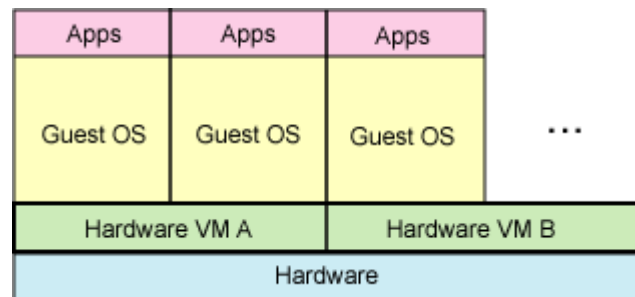 Apps Apps Apps
Guest OS Guest OS Guest OS ...
Hardware VM A Hardware VM B
Hardware